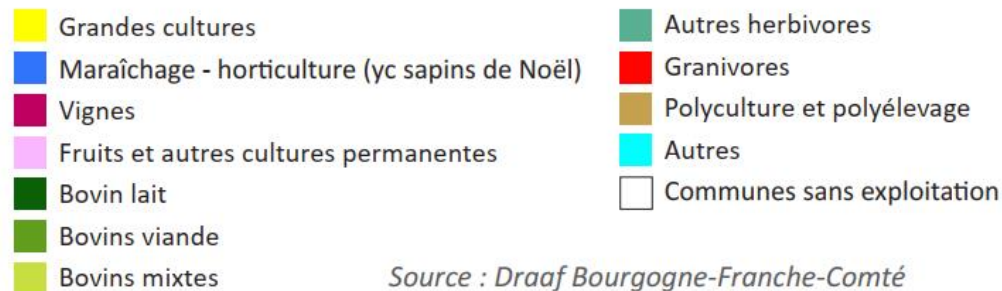 Grandes cultures
Maraîchage - horticulture (yc sapins de Noël)
Vignes
Fruits et autres cultures permanentes
Bovin lait
Bovins viande
Bovins mixtes
Autres herbivores
Granivores
Polyculture et polyélevage
Autres
Communes sans exploitation
Source : Draaf Bourgogne-Franche-Comté